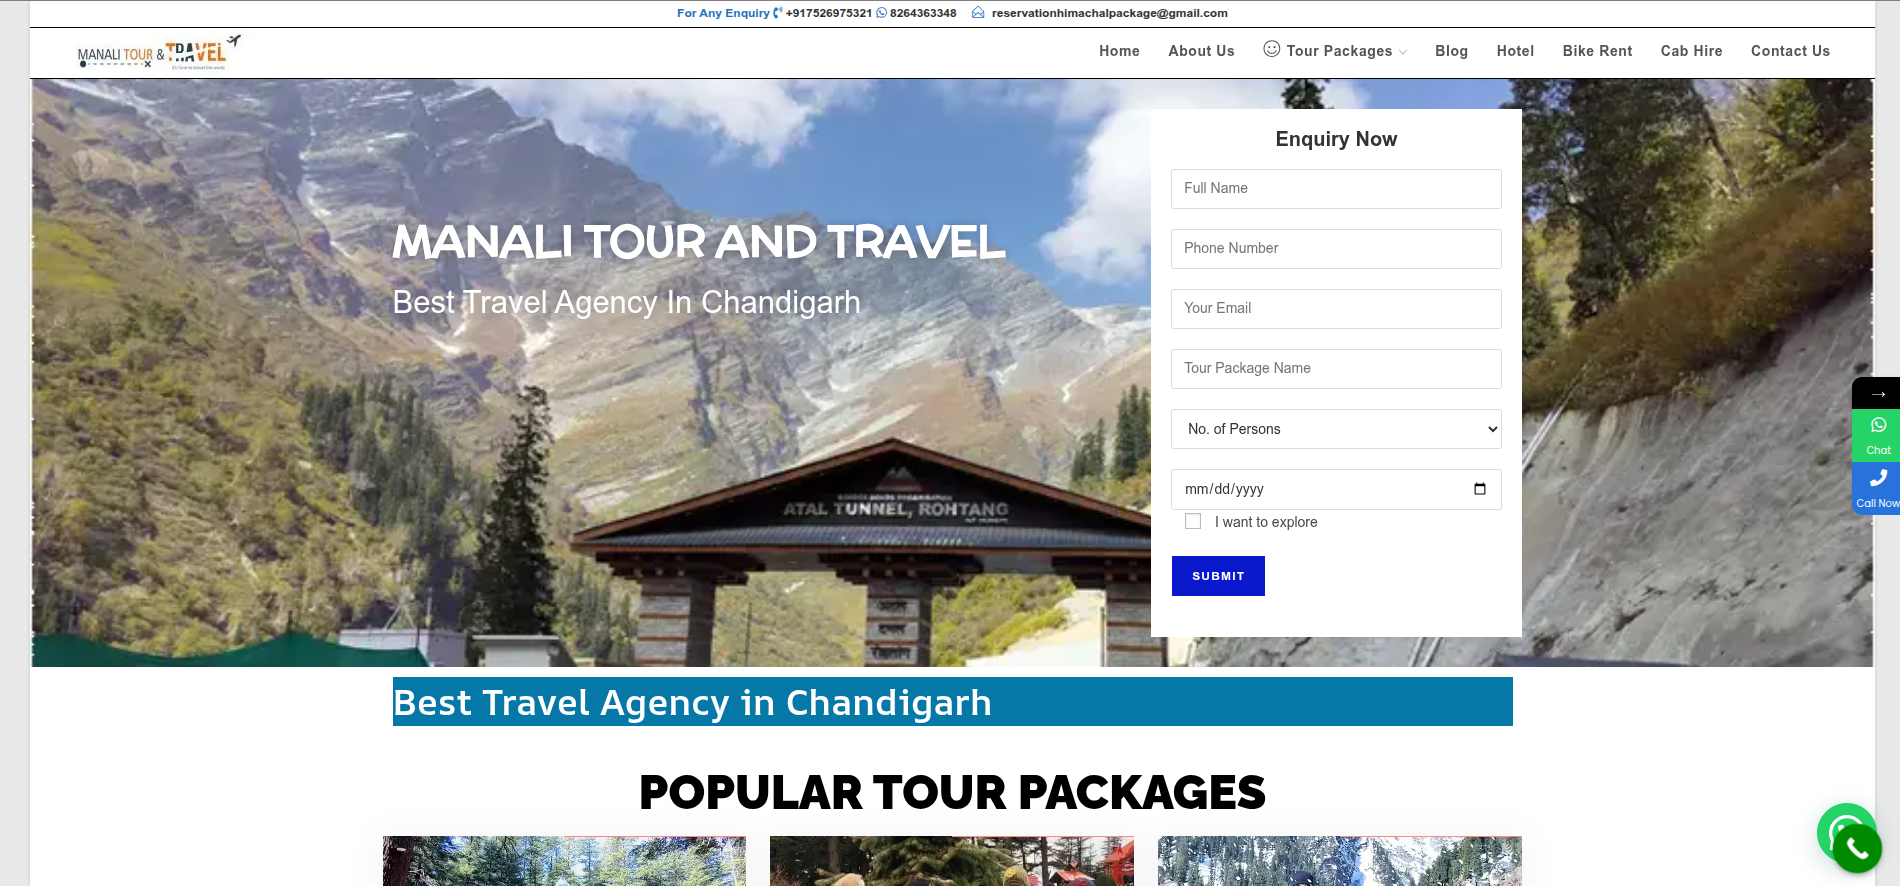 For Any Enquiry +917526975321 8264363348 reservationhimachalpackage@gmail.com
MANALI TOUR & TRAVEL
Home About Us Tour Packages Blog Hotel Bike Rent Cab Hire Contact Us
Enquiry Now
Full Name
Phone Number
MANALI TOUR AND TRAVEL
Your Email
Best Travel Agency In Chandigarh
Tour Package Name
No. of Persons
mm/dd/yyyy
I want to explore
SUBMIT
ATAL TUNNEL, ROHTANG
अटल
टनल
रोहतांग
→
Chat
Call Now
Best Travel Agency in Chandigarh
POPULAR TOUR PACKAGES